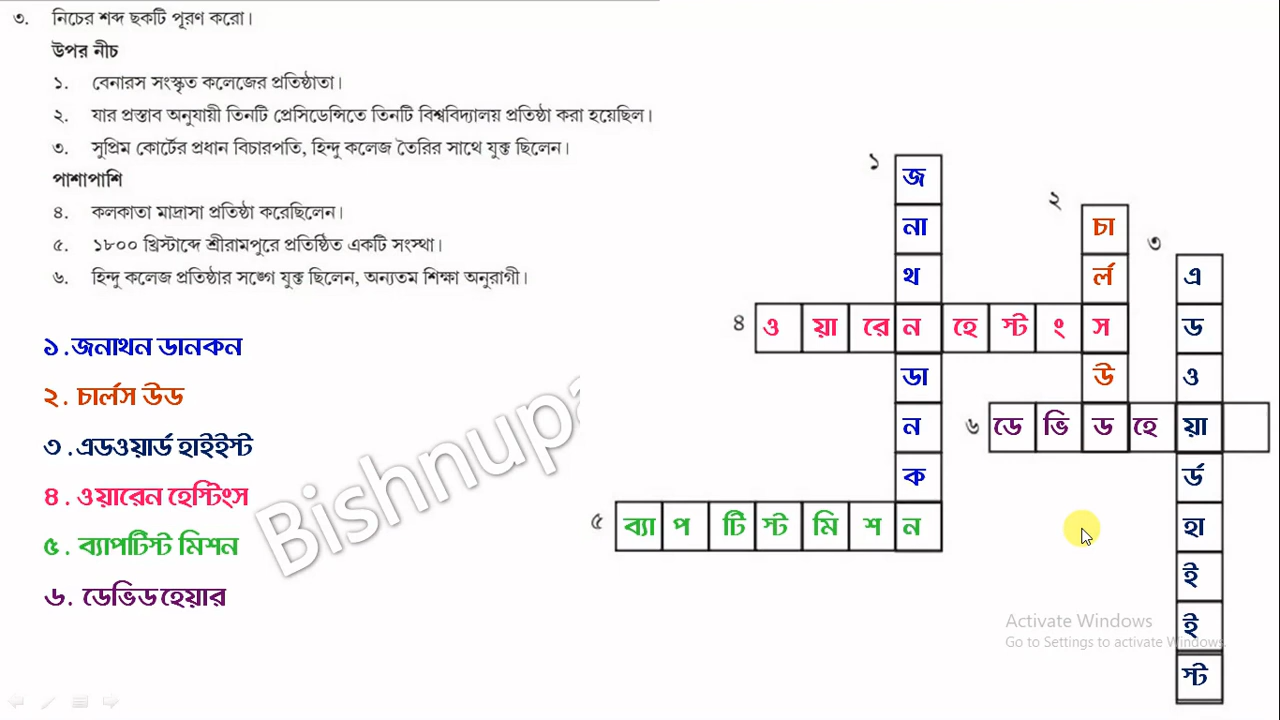 ৩. নিচের শব্দ ছকটি পূরণ করো।
উপর নীচ
১. বেনারস সংস্কৃত কলেজের প্রতিষ্ঠাতা।
২. যার প্রস্তাব অনুযায়ী তিনটি প্রেসিডেন্সিতে তিনটি বিশ্ববিদ্যালয় প্রতিষ্ঠা করা হয়েছিল।
৩. সুপ্রিম কোর্টের প্রধান বিচারপতি, হিন্দু কলেজ তৈরির সাথে যুক্ত ছিলেন।
পাশাপাশি
৪. কলকাতা মাদ্রাসা প্রতিষ্ঠা করেছিলেন।
৫. ১৮০০ খ্রিস্টাব্দে শ্রীরামপুরে প্রতিষ্ঠিত একটি সংস্থা।
৬. হিন্দু কলেজ প্রতিষ্ঠার সঙ্গে যুক্ত ছিলেন, অন্যতম শিক্ষা অনুরাগী।
১.জনাথন ডানকন
২. চার্লস উড
৩.এডওয়ার্ড হাইইস্ট
৪. ওয়ারেন হেস্টিংস
৫. ব্যাপটিস্ট মিশন
৬. ডেভিড হেয়ার
Bishnupa
১ জ
২ না চা
৩ থ র্ল এ
৪ ও য়া রে ন হে স্ট ং স ড
ডা উ ও
৬ ন ডে ভি ড হে য়া
ক র্ড
৫ ব্যা প টি স্ট মি শ ন হা
ই
ই
স্ট
Activate Windows
Go to Settings to activate Windows.